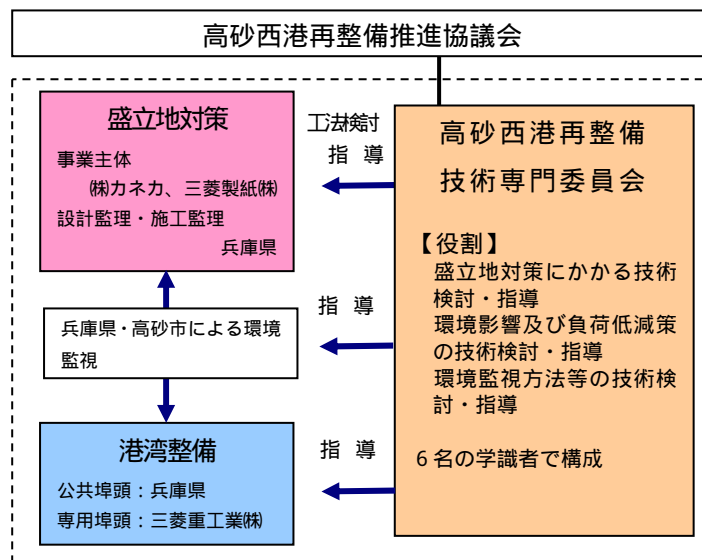 高砂西港再整備推進協議会
盛立地対策
事業主体
㈱カネカ、三菱製紙㈱
設計監理・施工監理
兵庫県
工法検討
指導
高砂西港再整備
技術専門委員会
【役割】
盛立地対策にかかる技術
検討・指導
環境影響及び負荷低減策
の技術検討・指導
環境監視方法等の技術検
討・指導
6名の学識者で構成
兵庫県・高砂市による環境
監視
指導
港湾整備
公共埠頭：兵庫県
専用埠頭：三菱重工業㈱
指導